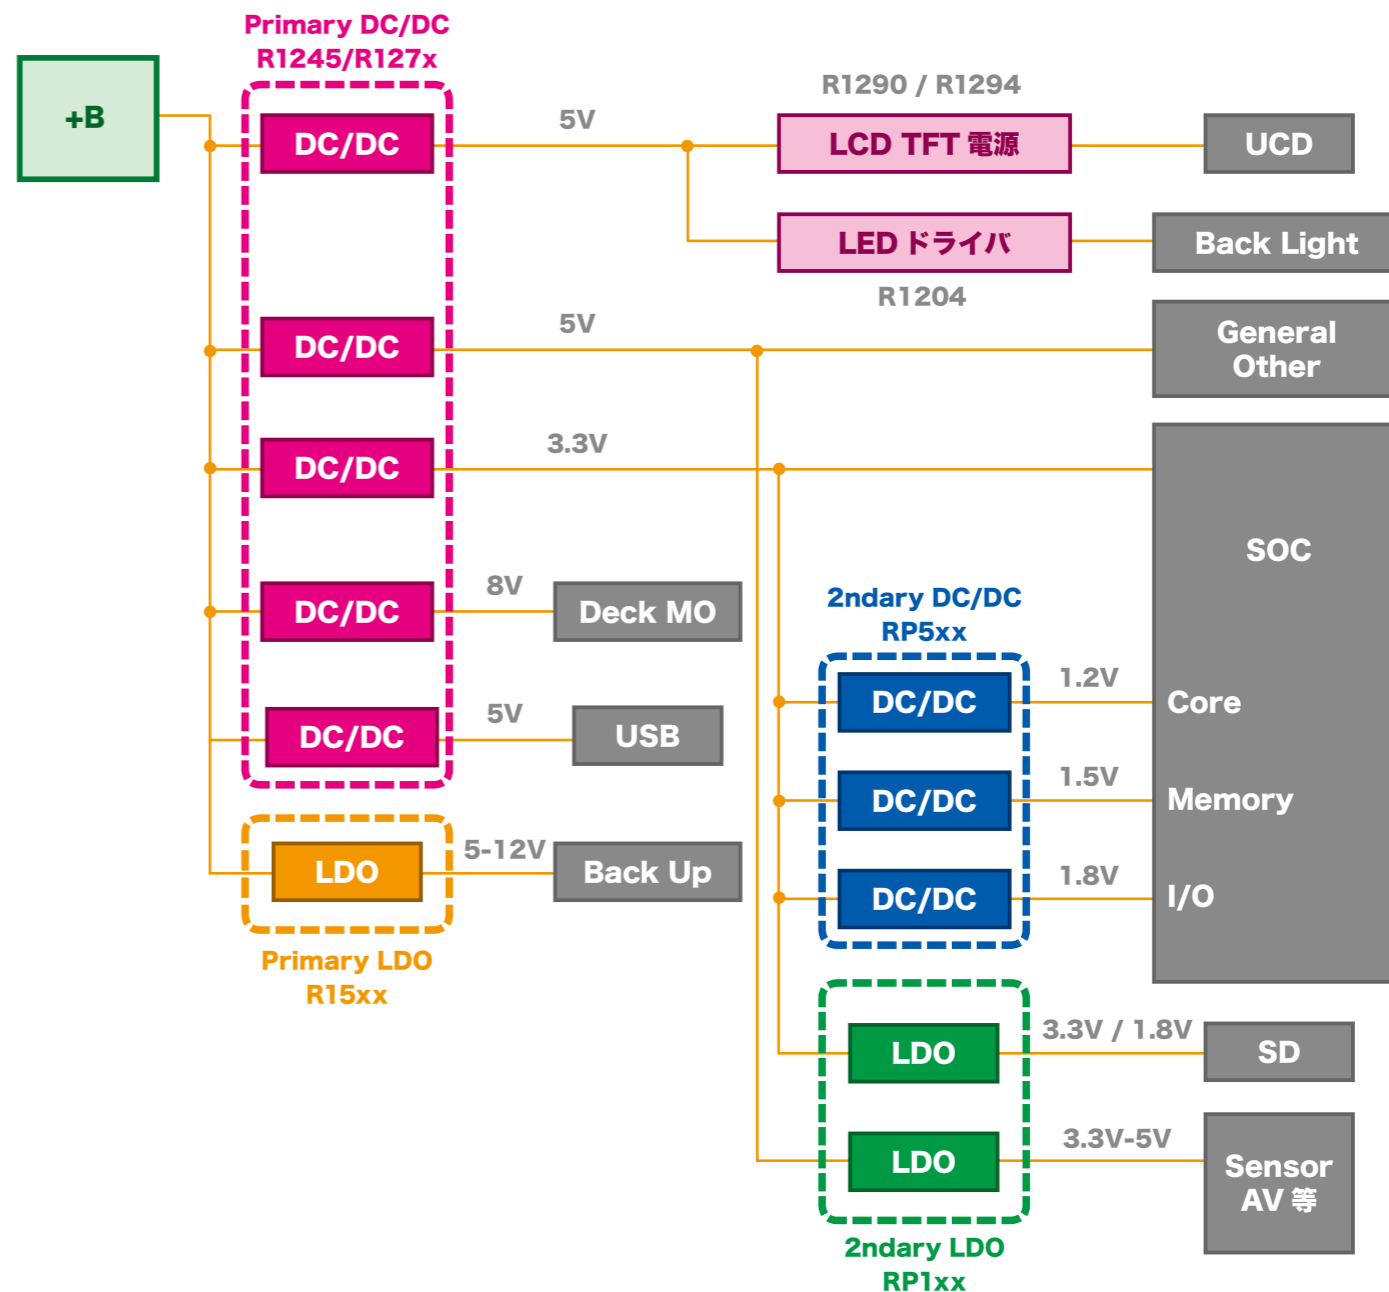 Primary DC/DC
R1245/R127x
+B
DC/DC
5V
R1290 / R1294
LCD TFT 電源
UCD
LED ドライバ
R1204
Back Light
DC/DC
5V
General
Other
DC/DC
3.3V
SOC
DC/DC
8V
Deck MO
2ndary DC/DC
RP5xx
DC/DC
1.2V
Core
DC/DC
5V
USB
DC/DC
1.5V
Memory
LDO
5-12V
Back Up
DC/DC
1.8V
I/O
Primary LDO
R15xx
LDO
3.3V / 1.8V
SD
LDO
3.3V-5V
Sensor
AV 等
2ndary LDO
RP1xx